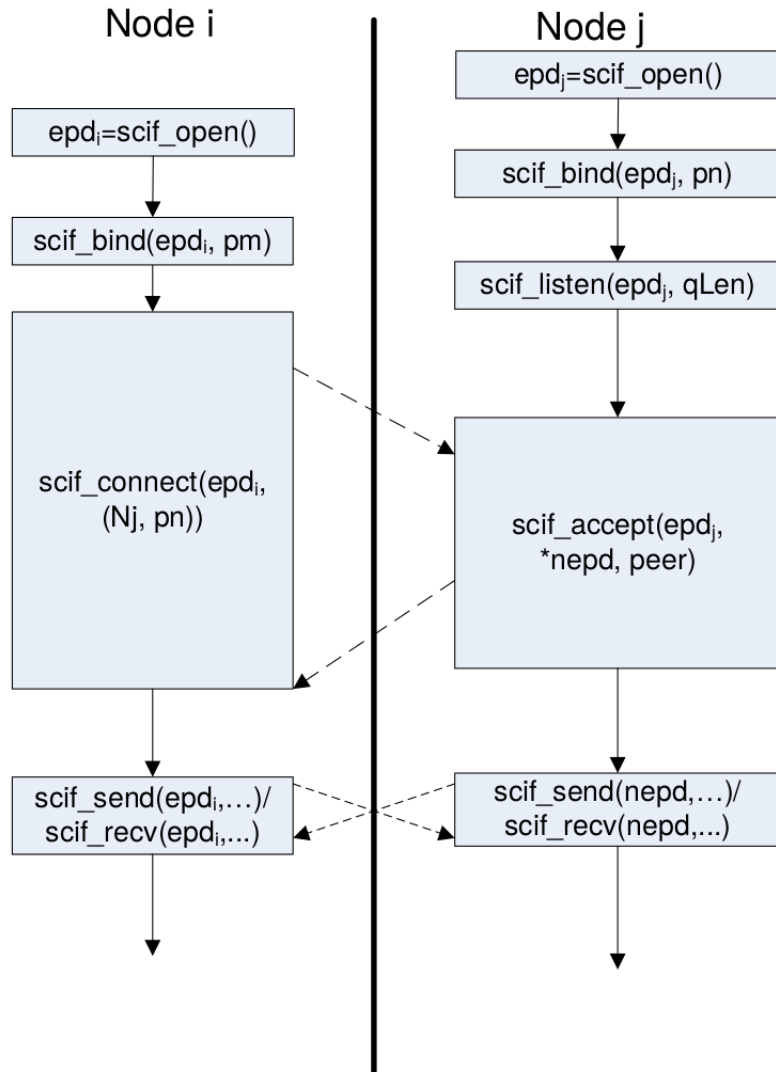 Node i
epdᵢ=scif_open()
scif_bind(epdᵢ, pm)
scif_connect(epdᵢ,
(Nj, pn))
scif_send(epdᵢ,…)/
scif_recv(epdᵢ,...)
Node j
epdⱼ=scif_open()
scif_bind(epdⱼ, pn)
scif_listen(epdⱼ, qLen)
scif_accept(epdⱼ,
*nepd, peer)
scif_send(nepd,…)/
scif_recv(nepd,...)